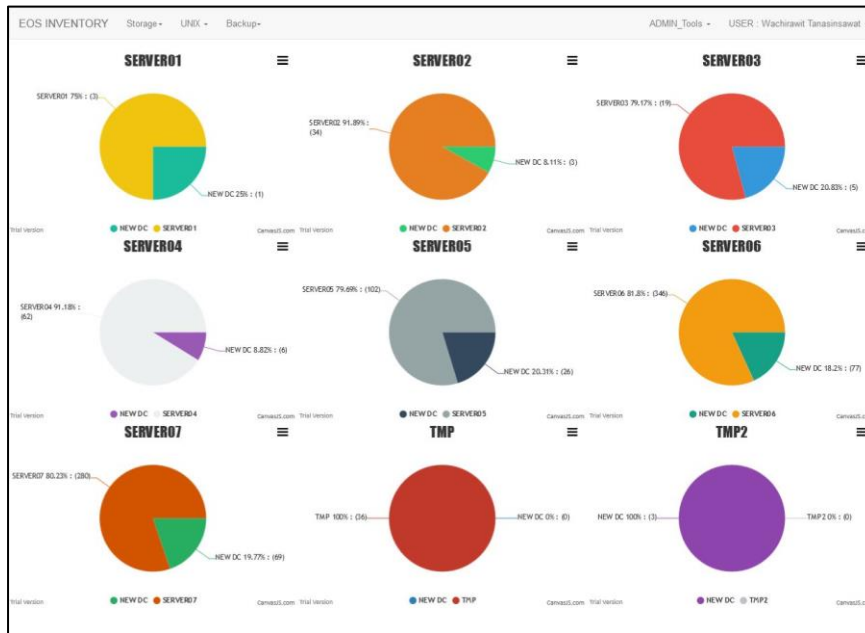 EOS INVENTORY Storage UNIX Backup ADMIN_Tools USER : Wachirawit Tanasinsawat
SERVER01
SERVER01 75% : (3)
NEW DC 25% : (1)
NEW DC SERVER01
Trial Version
CanvasJS.com
SERVER02
SERVER02 91.89% :
(34)
NEW DC 8.11% : (3)
NEW DC SERVER02
Trial Version
CanvasJS.com
SERVER03
SERVER03 79.17% : (19)
NEW DC 20.83% : (5)
NEW DC SERVER03
Trial Version
CanvasJS.c
SERVER04
SERVER04 91.18% :
(62)
NEW DC 8.82% : (6)
NEW DC SERVER04
Trial Version
CanvasJS.com
SERVER05
SERVER05 79.69% : (102)
NEW DC 20.31% : (26)
NEW DC SERVER05
Trial Version
CanvasJS.com
SERVER06
SERVER06 81.8% : (346)
NEW DC 18.2% : (77)
NEW DC SERVER06
Trial Version
CanvasJS.c
SERVER07
SERVER07 80.23% : (280)
NEW DC 19.77% : (69)
NEW DC SERVER07
Trial Version
CanvasJS.com
TMP
TMP 100% : (36)
NEW DC 0% : (0)
NEW DC TMP
Trial Version
CanvasJS.com
TMP2
NEW DC 100% : (3)
TMP2 0% : (0)
NEW DC TMP2
Trial Version
CanvasJS.c